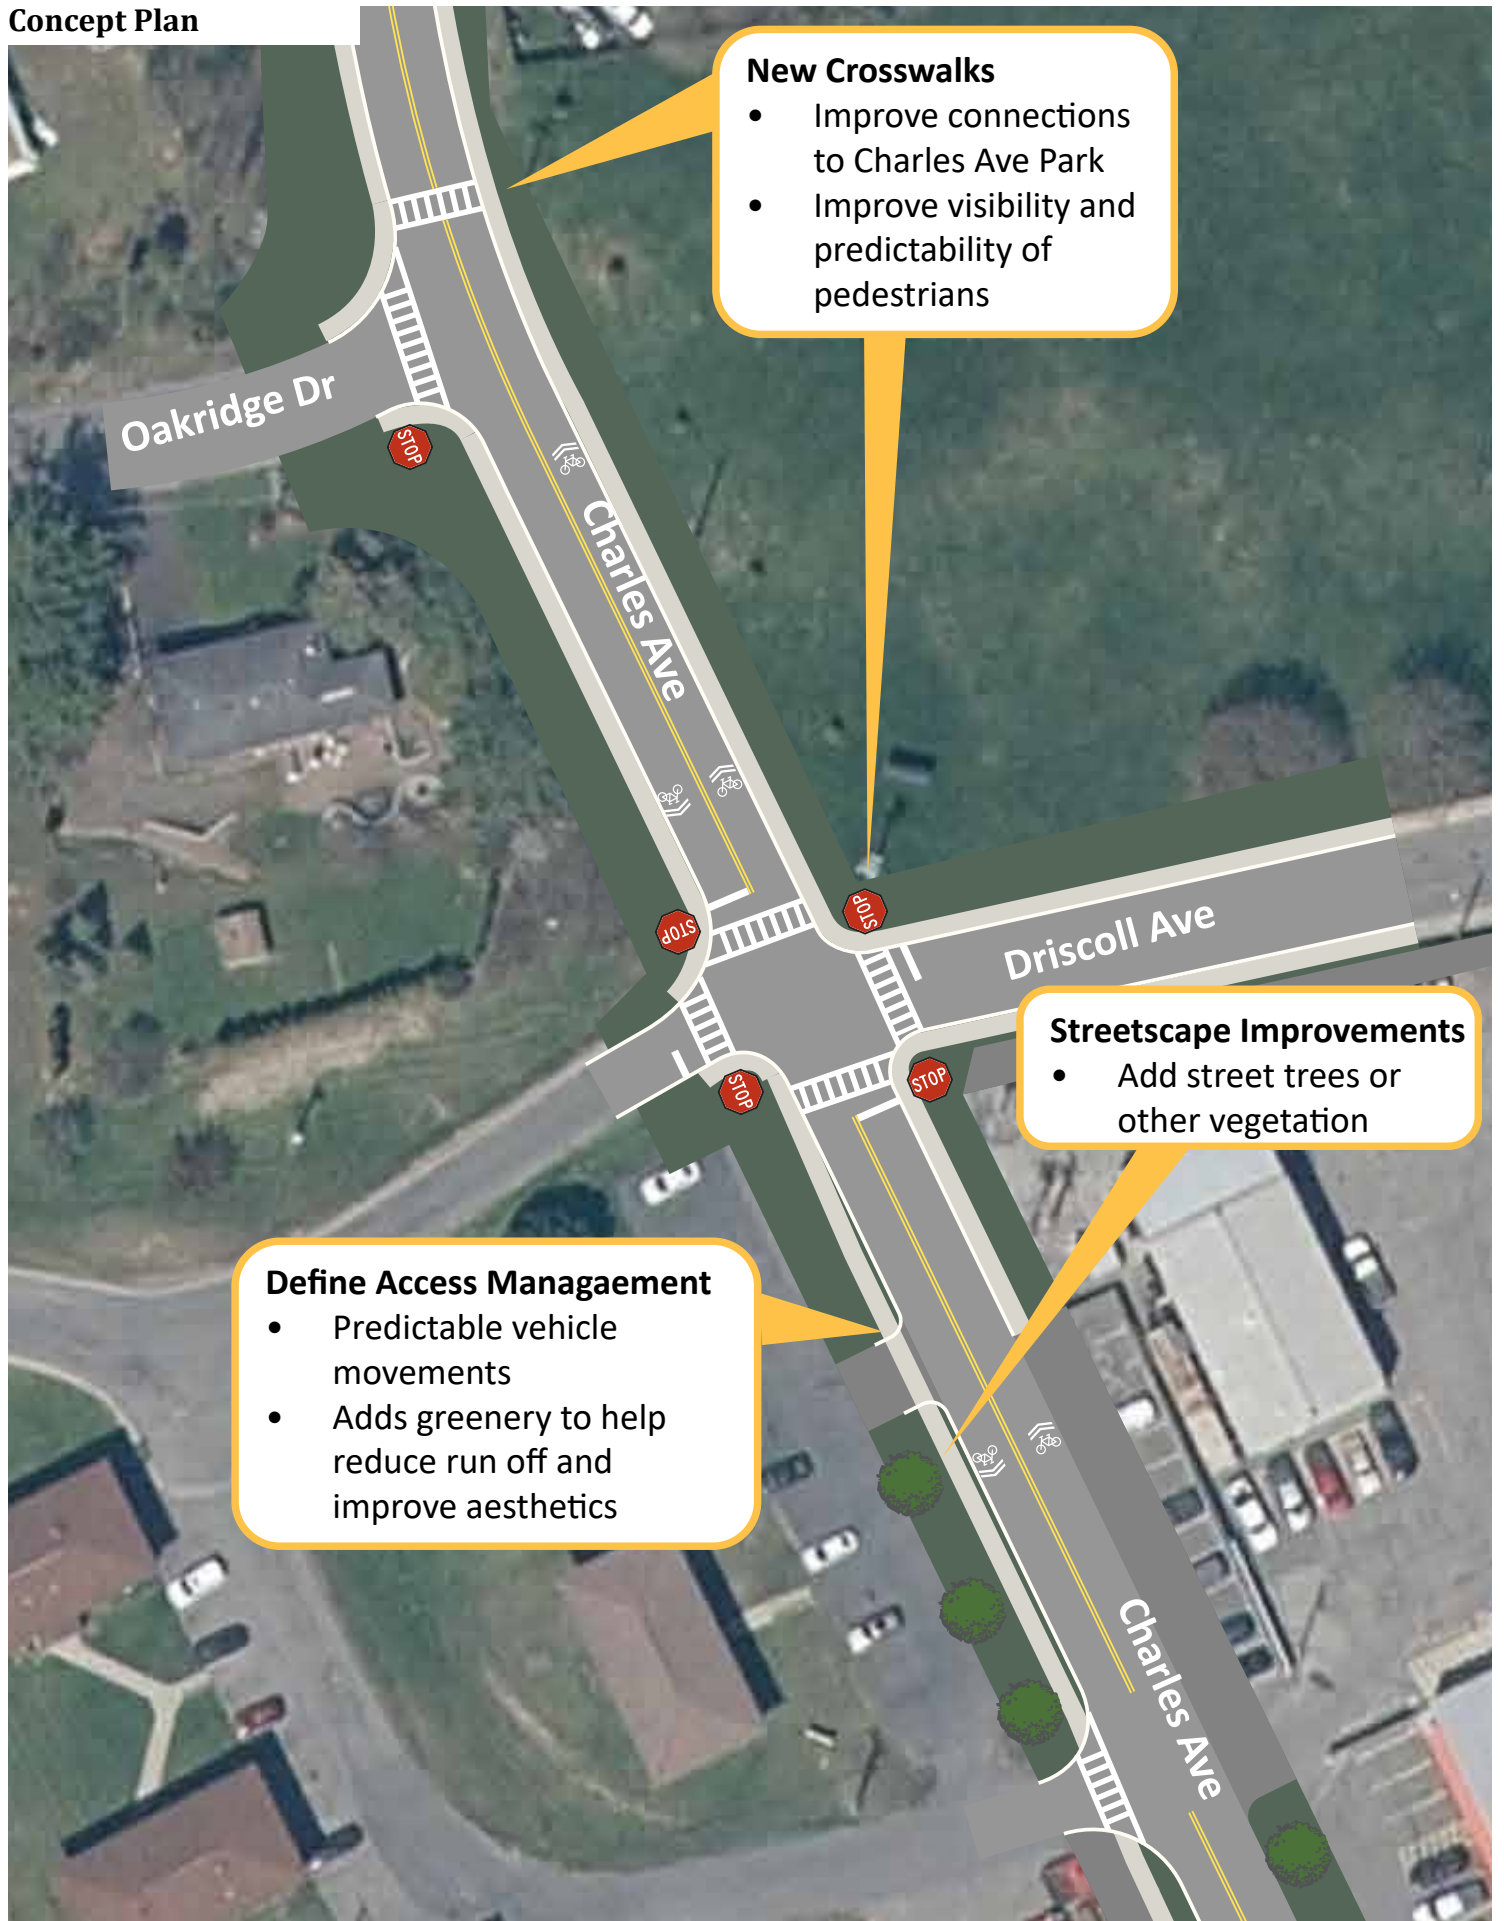 Concept Plan
New Crosswalks
• Improve connections
to Charles Ave Park
• Improve visibility and
predictability of
pedestrians
Oakridge Dr
STOP
Charles Ave
STOP
STOP
Driscoll Ave
Streetscape Improvements
• Add street trees or
other vegetation
STOP
STOP
Define Access Managaement
• Predictable vehicle
movements
• Adds greenery to help
reduce run off and
improve aesthetics
Charles Ave